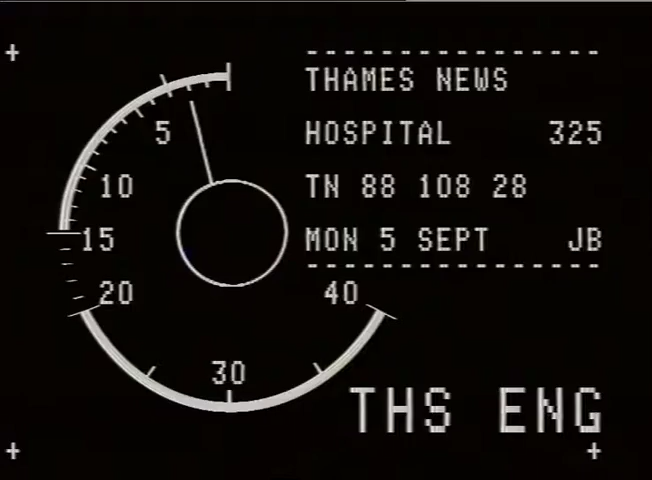 THAMES NEWS
HOSPITAL 325
TN 88 108 28
MON 5 SEPT JB
5
10
15
20
30
40
THS ENG